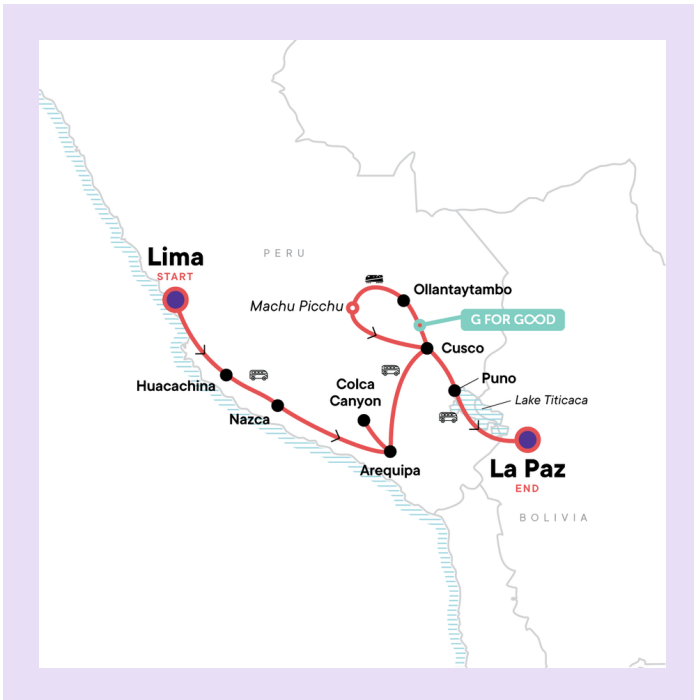 PERU
Lima
START
Ollantaytambo
Machu Picchu
G FOR GOOD
Cusco
Huacachina
Colca
Canyon
Puno
Lake Titicaca
Nazca
Arequipa
La Paz
END
BOLIVIA